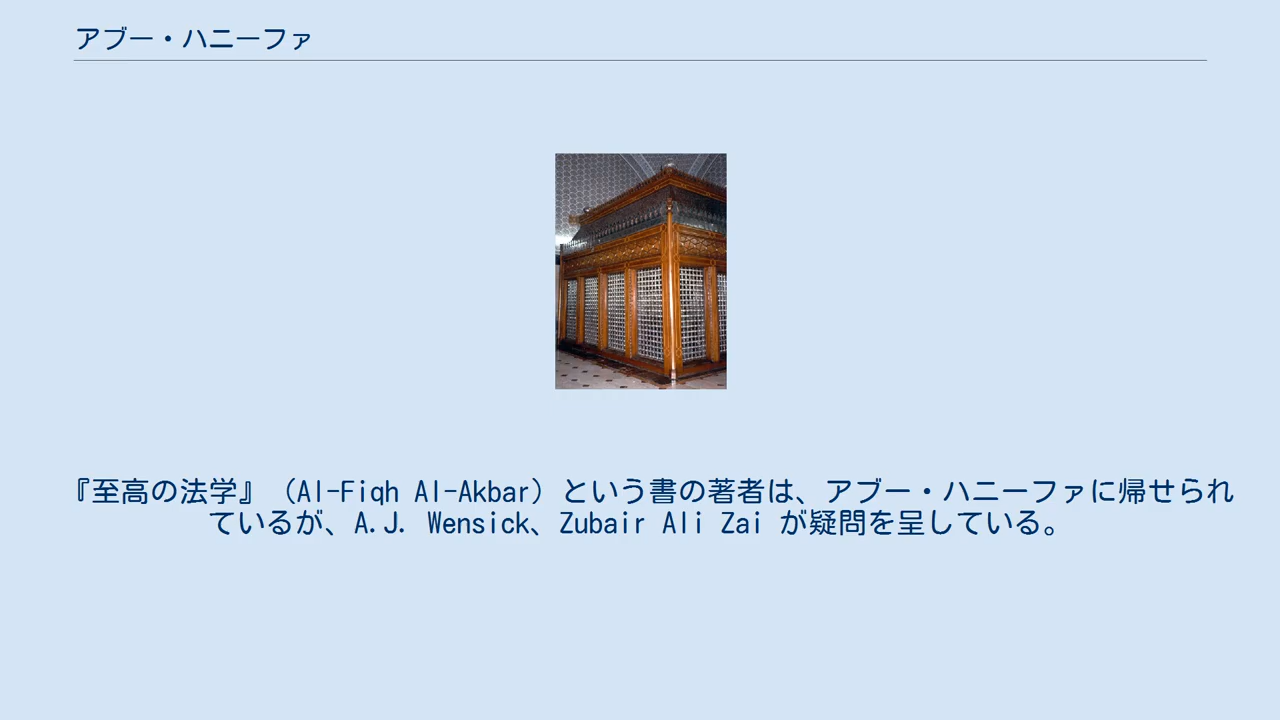 アブー・ハニーファ
『至高の法学』（Al-Fiqh Al-Akbar）という書の著者は、アブー・ハニーファに帰せられ
ているが、A.J. Wensick、Zubair Ali Zai が疑問を呈している。